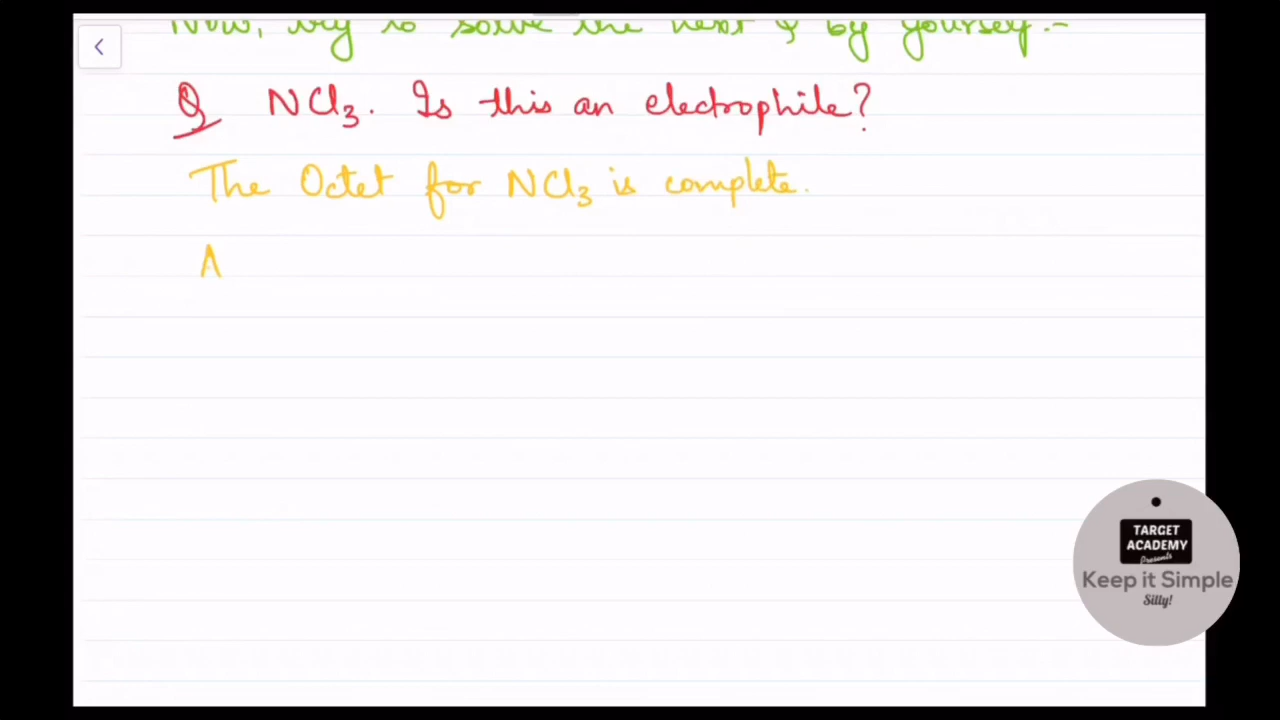 Now, try to solve the next Q by yourself :-
Q NCl3. Is this an electrophile?
The Octet for NCl3 is complete.
A
TARGET
ACADEMY
Presents
Keep it Simple
Silly!